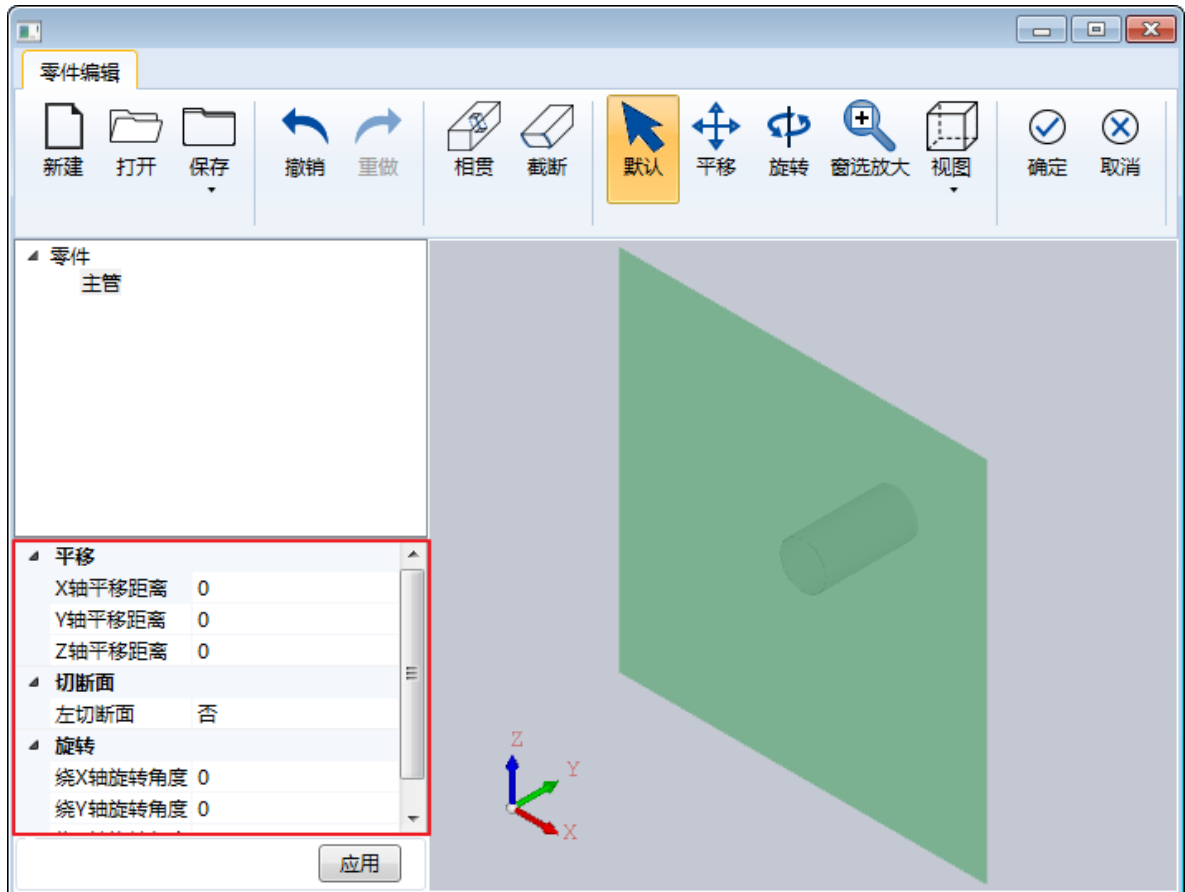 零件编辑
新建 打开 保存 撤销 重做 相贯 截断 默认 平移 旋转 窗选放大 视图 确定 取消
零件
主管
平移
X轴平移距离 0
Y轴平移距离 0
Z轴平移距离 0
切断面
左切断面 否
旋转
绕X轴旋转角度 0
绕Y轴旋转角度 0
应用
Z
Y
X